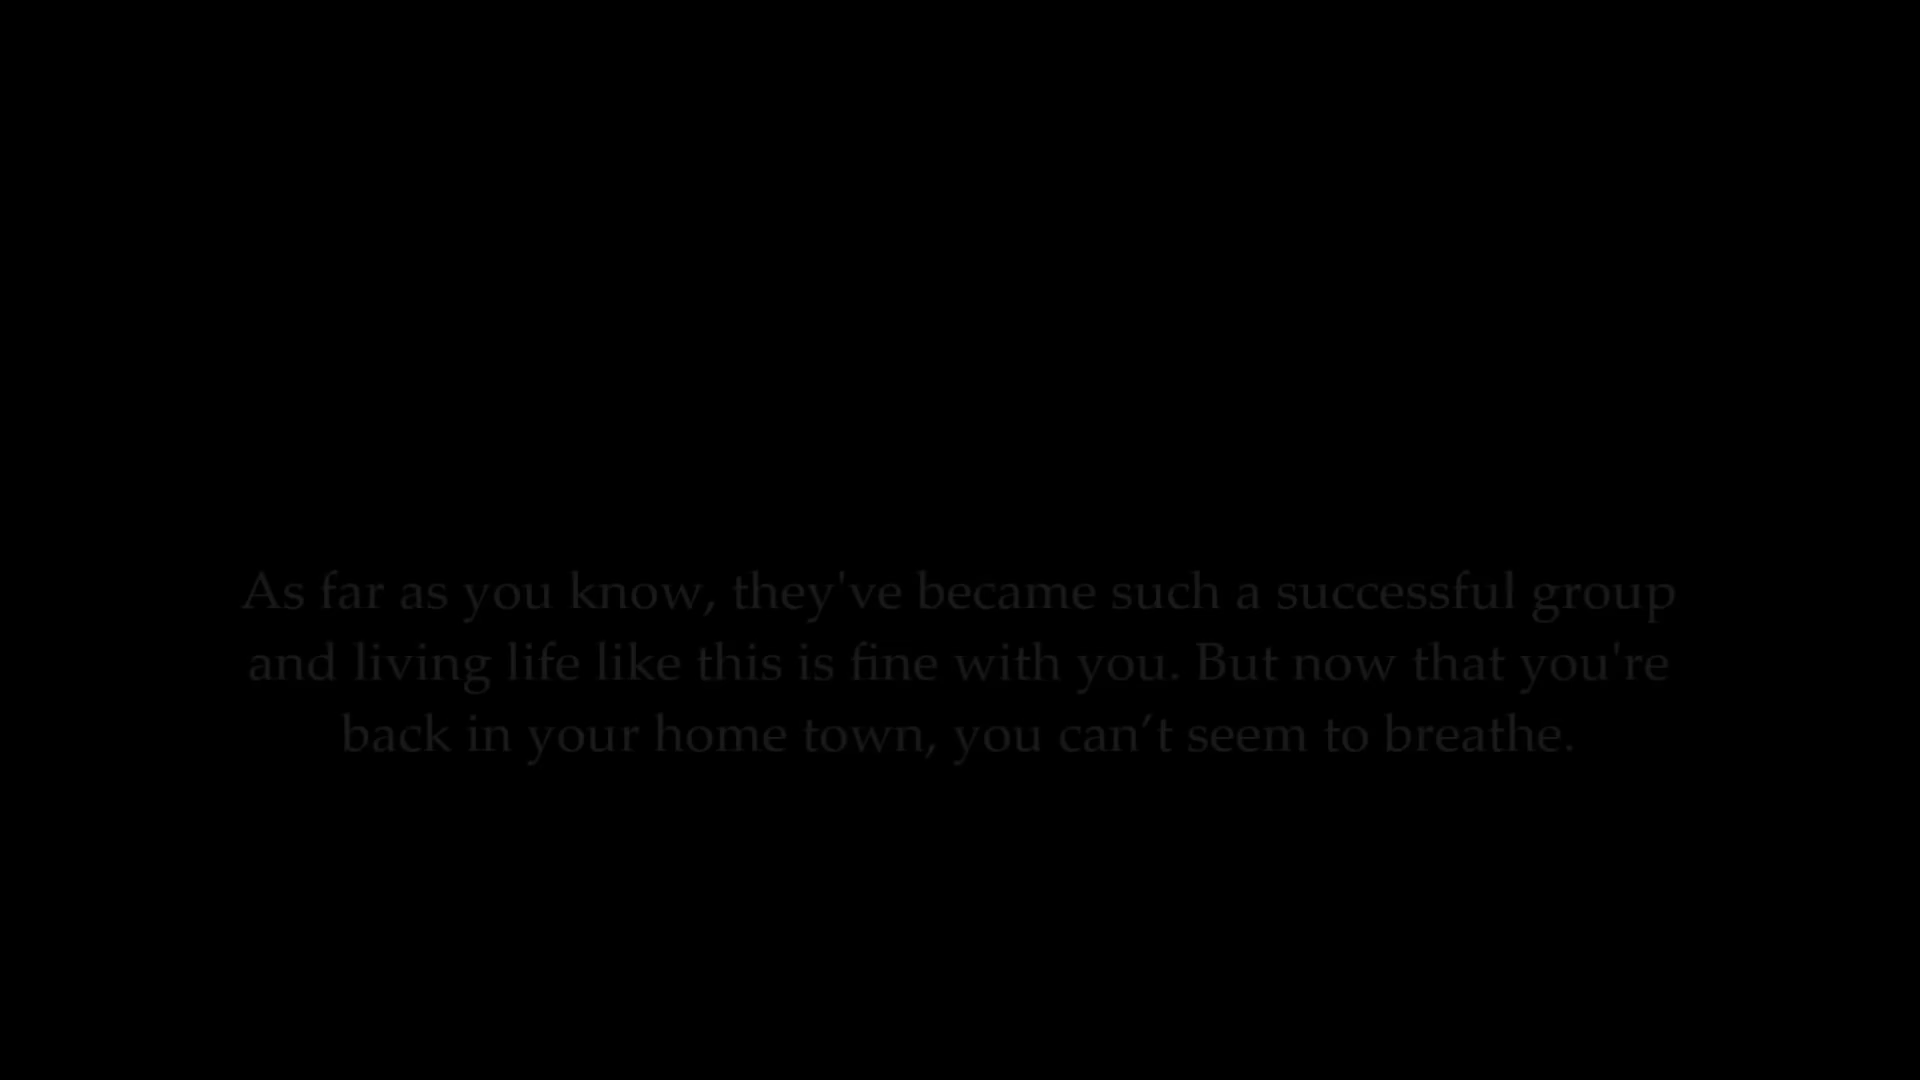 As far as you know, they've became such a successful group
and living life like this is fine with you. But now that you're
back in your home town, you can’t seem to breathe.